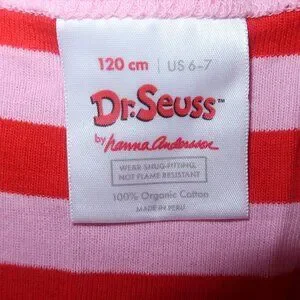 120 cm | US 6-7
Dr. Seuss™
by hanna Andersson
WEAR SNUG-FITTING,
NOT FLAME RESISTANT
100% Organic Cotton
MADE IN PERU